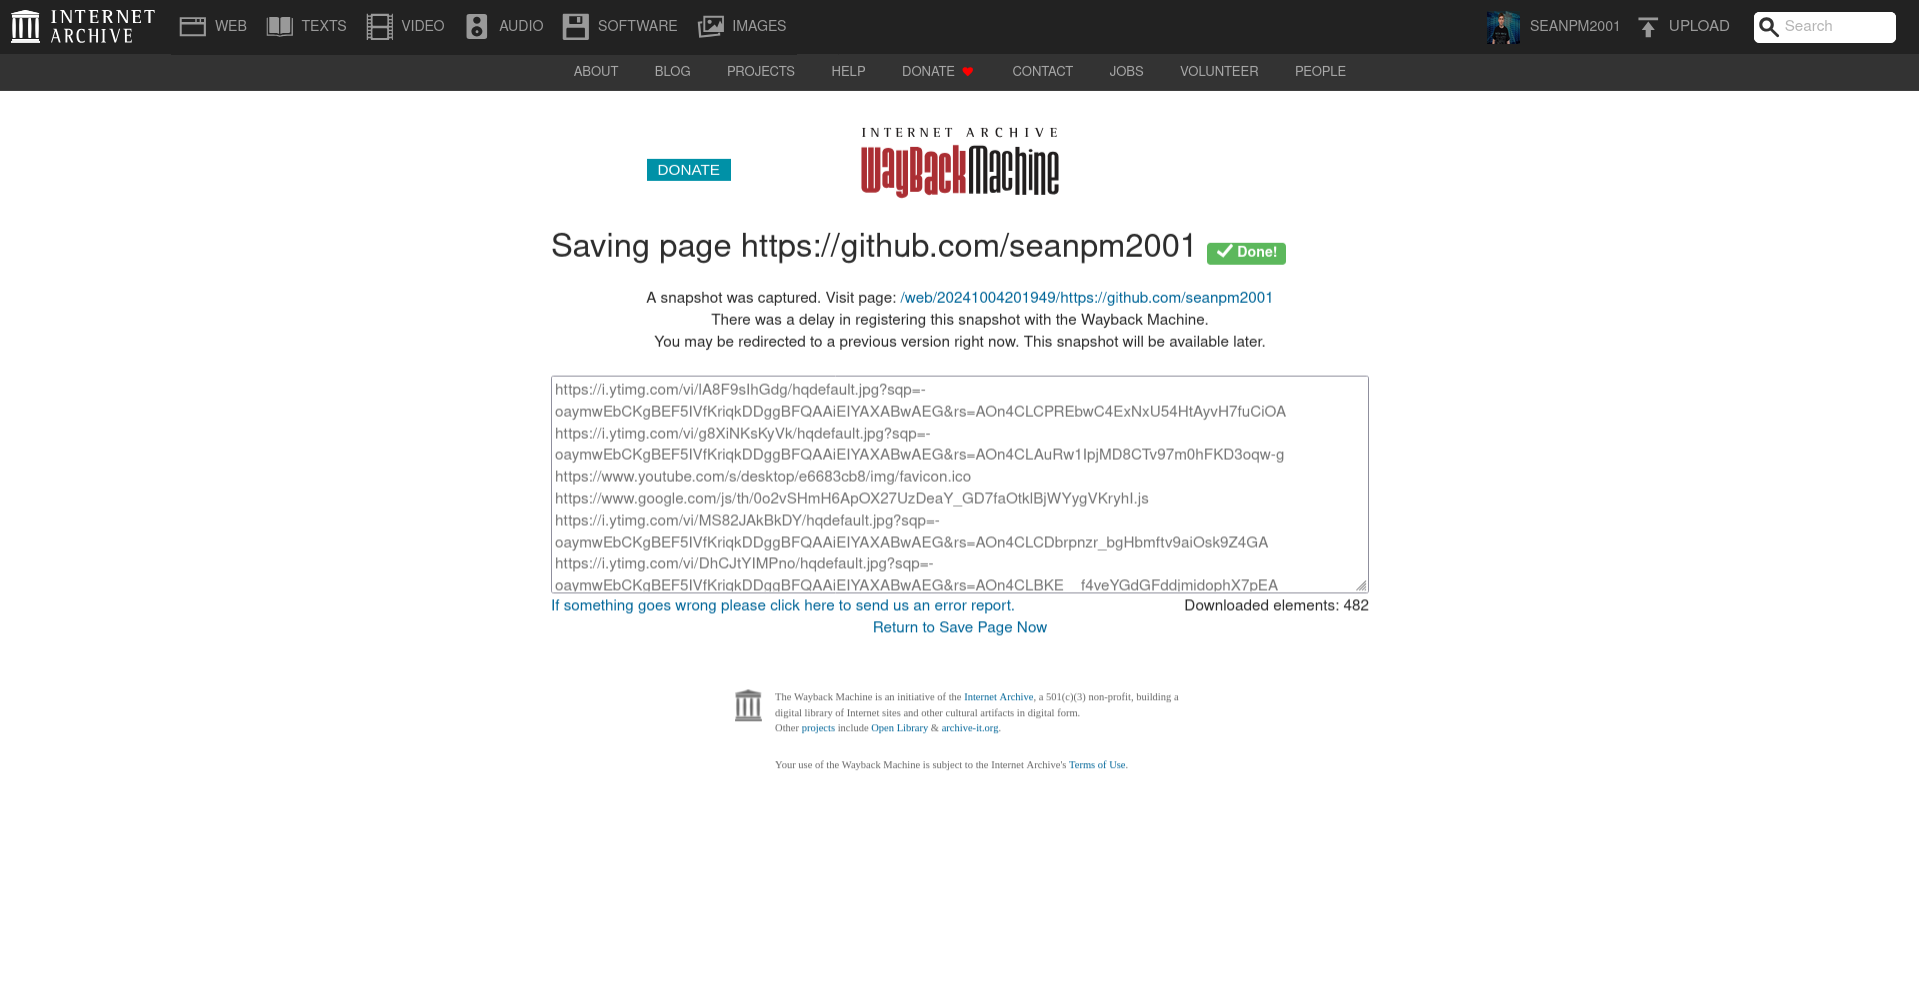 INTERNET
ARCHIVE
WEB TEXTS VIDEO AUDIO SOFTWARE IMAGES SEANPM2001 UPLOAD Search
ABOUT BLOG PROJECTS HELP DONATE CONTACT JOBS VOLUNTEER PEOPLE
INTERNET ARCHIVE
WayBackMachine
DONATE
Saving page https://github.com/seanpm2001 Done!
A snapshot was captured. Visit page: /web/20241004201949/https://github.com/seanpm2001
There was a delay in registering this snapshot with the Wayback Machine.
You may be redirected to a previous version right now. This snapshot will be available later.
https://i.ytimg.com/vi/lA8F9sIhGdg/hqdefault.jpg?sqp=-
oaymwEbCKgBEF5IVfKriqkDDggBFQAAiEIYAXABwAEG&rs=AOn4CLCPREbwC4ExNxU54HtAyvH7fuCiOA
https://i.ytimg.com/vi/g8XiNKsKyVk/hqdefault.jpg?sqp=-
oaymwEbCKgBEF5IVfKriqkDDggBFQAAiEIYAXABwAEG&rs=AOn4CLAuRw1IpjMD8CTv97m0hFKD3oqw-g
https://www.youtube.com/s/desktop/e6683cb8/img/favicon.ico
https://www.google.com/js/th/0o2vSHmH6ApOX27UzDeaY_GD7faOtklBjWYygVKryhI.js
https://i.ytimg.com/vi/MS82JAkBkDY/hqdefault.jpg?sqp=-
oaymwEbCKgBEF5IVfKriqkDDggBFQAAiEIYAXABwAEG&rs=AOn4CLCDbrpnzr_bgHbmftv9aiOsk9Z4GA
https://i.ytimg.com/vi/DhCJtYIMPno/hqdefault.jpg?sqp=-
oaymwEbCKgBEF5IVfKriqkDDggBFQAAiEIYAXABwAEG&rs=AOn4CLBKE__f4veYGdGFddjmidophX7pEA
If something goes wrong please click here to send us an error report. Downloaded elements: 482
Return to Save Page Now
The Wayback Machine is an initiative of the Internet Archive, a 501(c)(3) non-profit, building a
digital library of Internet sites and other cultural artifacts in digital form.
Other projects include Open Library & archive-it.org.
Your use of the Wayback Machine is subject to the Internet Archive's Terms of Use.